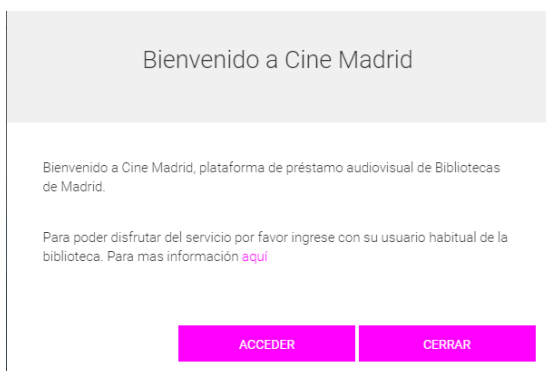 Bienvenido a Cine Madrid
Bienvenido a Cine Madrid, plataforma de préstamo audiovisual de Bibliotecas
de Madrid.
Para poder disfrutar del servicio por favor ingrese con su usuario habitual de la
biblioteca. Para mas información aquí
ACCEDER CERRAR